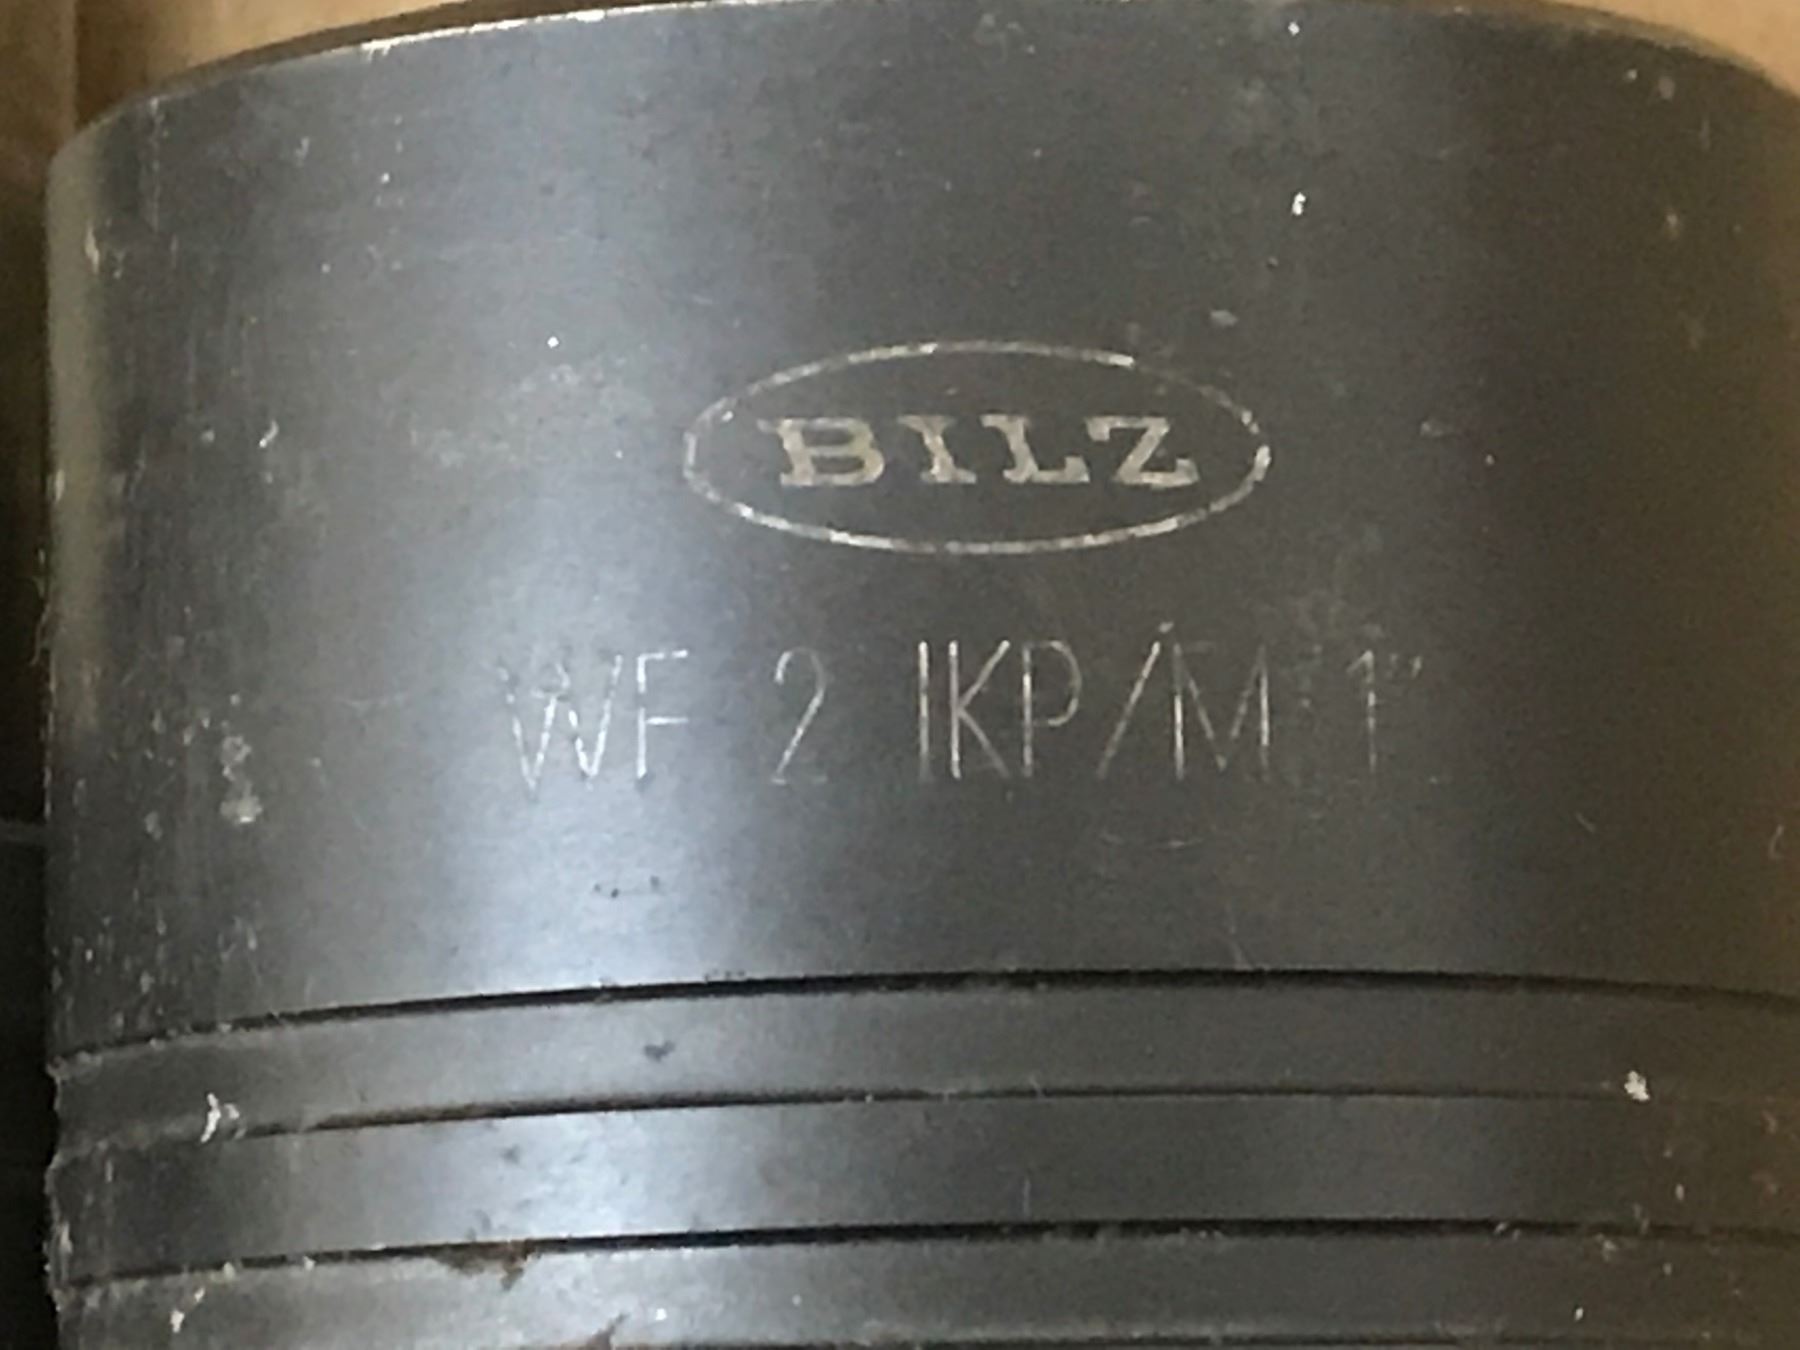 BILZ
WF 2 IKP/M 1"